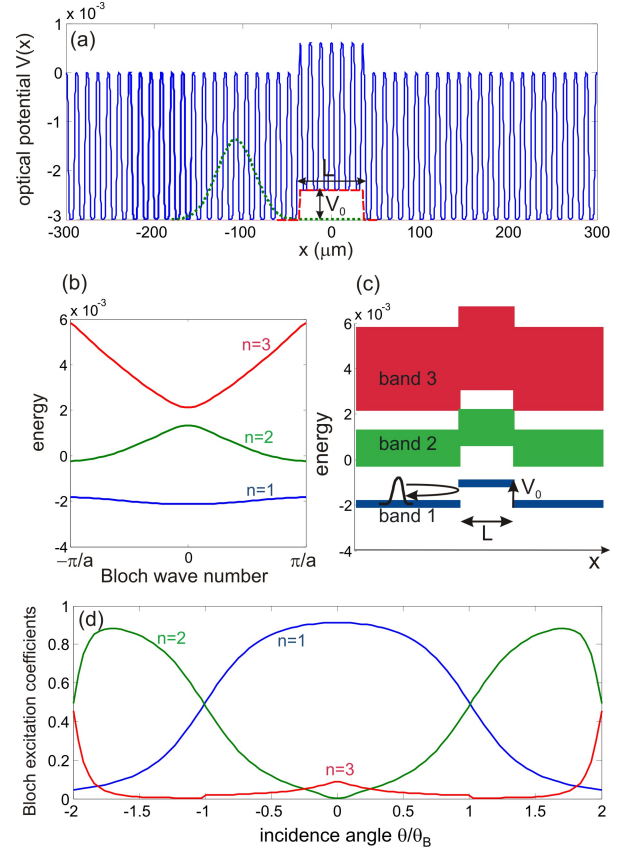 1 x 10⁻³
(a)
0
-1
-2
-3
optical potential V(x)
L
V₀
-300
-200
-100
0
100
200
300
x (μm)
(b)
x 10⁻³
6
4
2
0
-2
-4
energy
n=3
n=2
n=1
−π/a
0
π/a
Bloch wave number
(c)
x 10⁻³
6
4
2
0
-2
-4
energy
band 3
band 2
band 1
V₀
L
x
(d)
1
0.8
0.6
0.4
0.2
0
Bloch excitation coefficients
n=2
n=1
n=3
-2
-1.5
-1
-0.5
0
0.5
1
1.5
2
incidence angle θ/θB